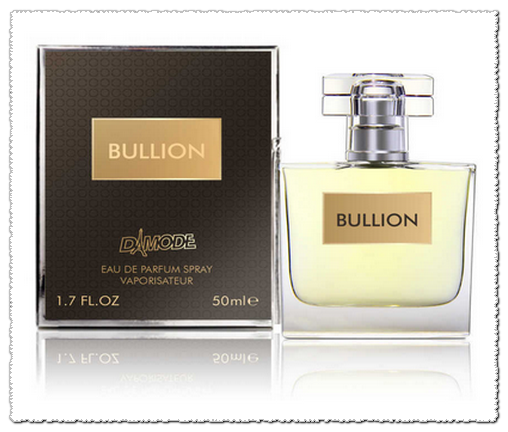 BULLION
DAMODE
EAU DE PARFUM SPRAY
VAPORISATEUR
1.7 FL.OZ 50ml℮
BULLION